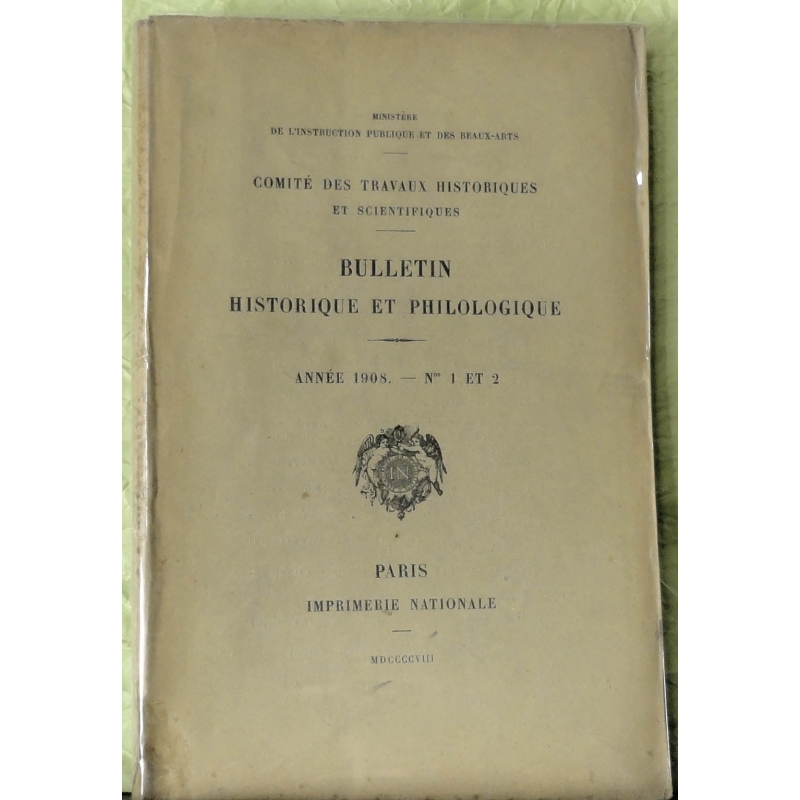 MINISTÈRE
DE L'INSTRUCTION PUBLIQUE ET DES BEAUX-ARTS
COMITÉ DES TRAVAUX HISTORIQUES
ET SCIENTIFIQUES
BULLETIN
HISTORIQUE ET PHILOLOGIQUE
ANNÉE 1908. — Nos 1 ET 2
IN
PARIS
IMPRIMERIE NATIONALE
MDCCCCVIII